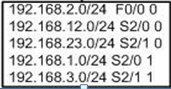 192.168.2.0/24 F0/0 0
192.168.12.0/24 S2/0 0
192.168.23.0/24 S2/1 0
192.168.1.0/24 S2/0 1
192.168.3.0/24 S2/1 1